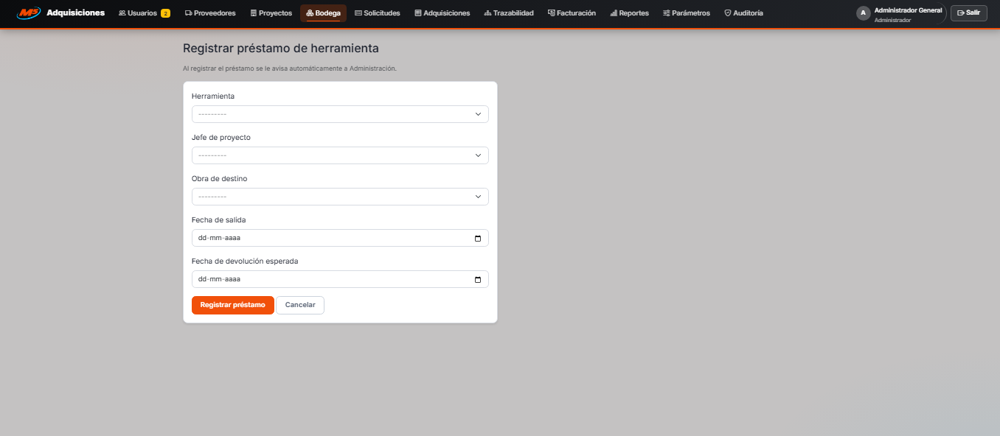 M5 Adquisiciones Usuarios 2 Proveedores Proyectos Bodega Solicitudes Adquisiciones Trazabilidad Facturación Reportes Parámetros Auditoría A Administrador General Salir
Administrador
Registrar préstamo de herramienta
Al registrar el préstamo se le avisa automáticamente a Administración.
Herramienta
---------
Jefe de proyecto
---------
Obra de destino
---------
Fecha de salida
dd-mm-aaaa
Fecha de devolución esperada
dd-mm-aaaa
Registrar préstamo Cancelar